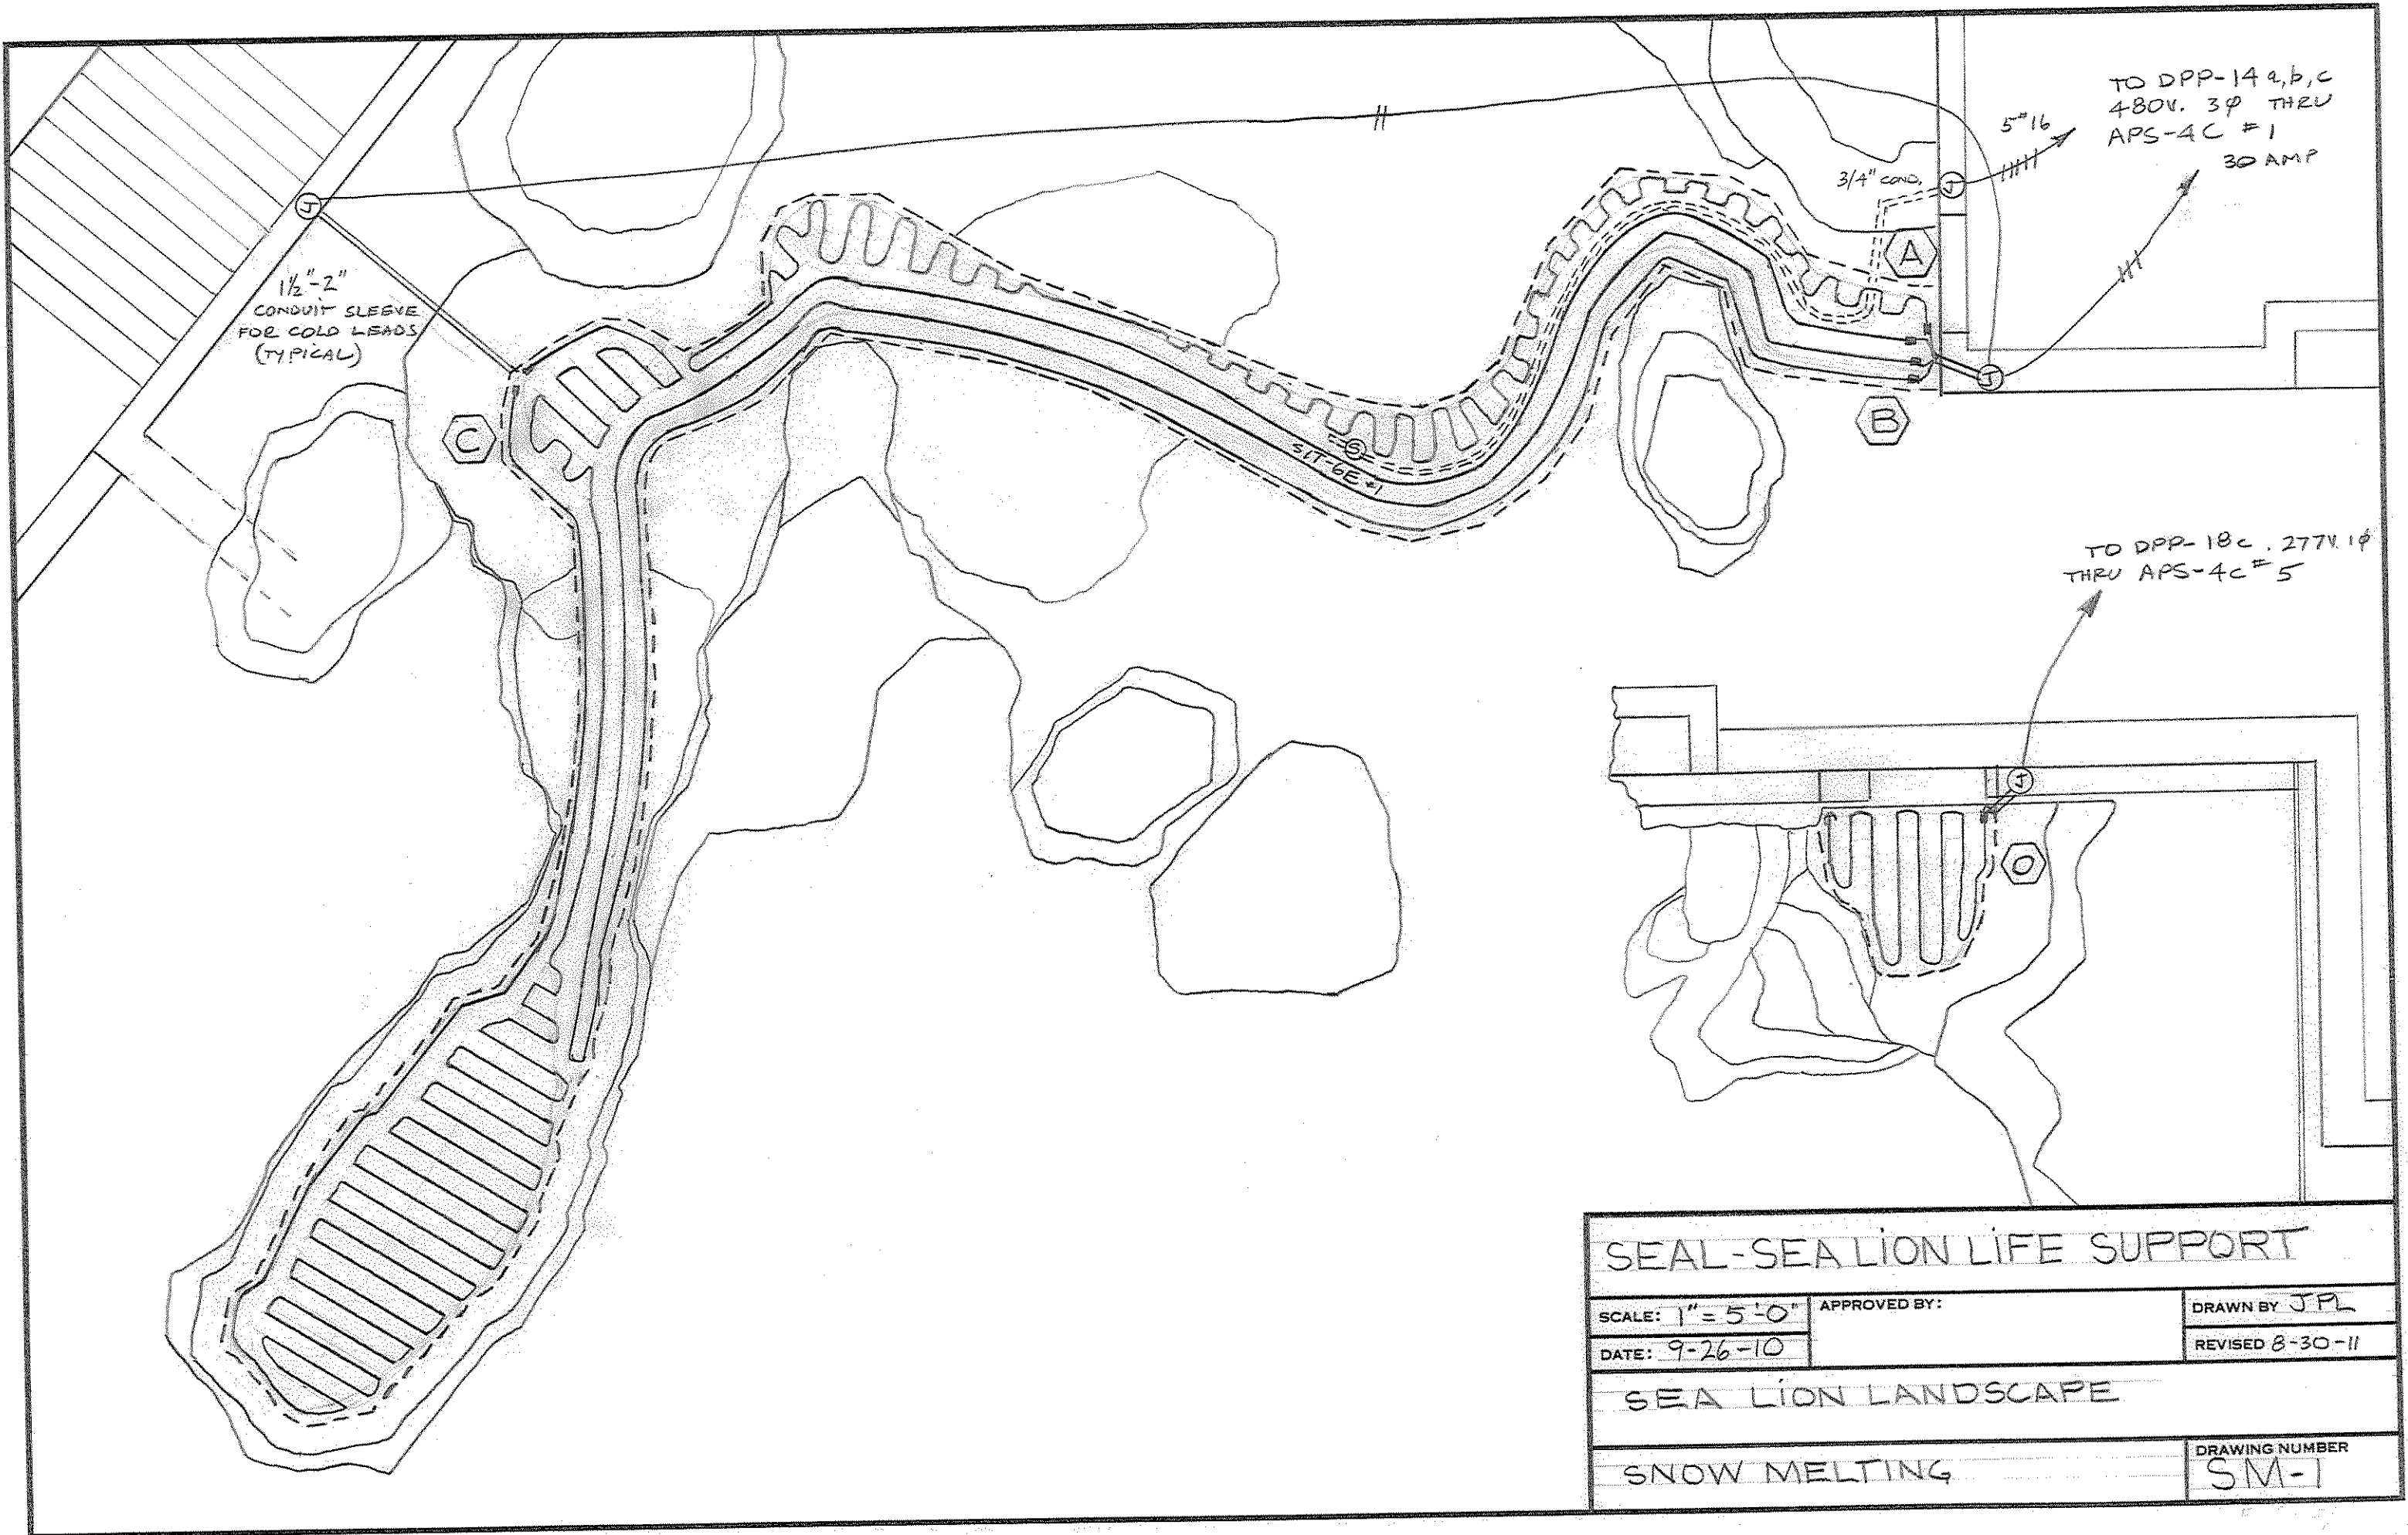 TO DPP-14 a,b,c
480V. 3φ THRU
APS-4C #1
30 AMP
5#16
3/4" COND.
J
J
A
1½"-2"
CONDUIT SLEEVE
FOR COLD LEADS
(TYPICAL)
J
B
C
S
SIT-6E #1
TO DPP-18c . 277V. 1φ
THRU APS-4C #5
J
D
SEAL-SEA LION LIFE SUPPORT
SCALE: 1" = 5'-0"
APPROVED BY:
DRAWN BY JPL
DATE: 9-26-10
REVISED 8-30-11
SEA LION LANDSCAPE
SNOW MELTING
DRAWING NUMBER
SM-1